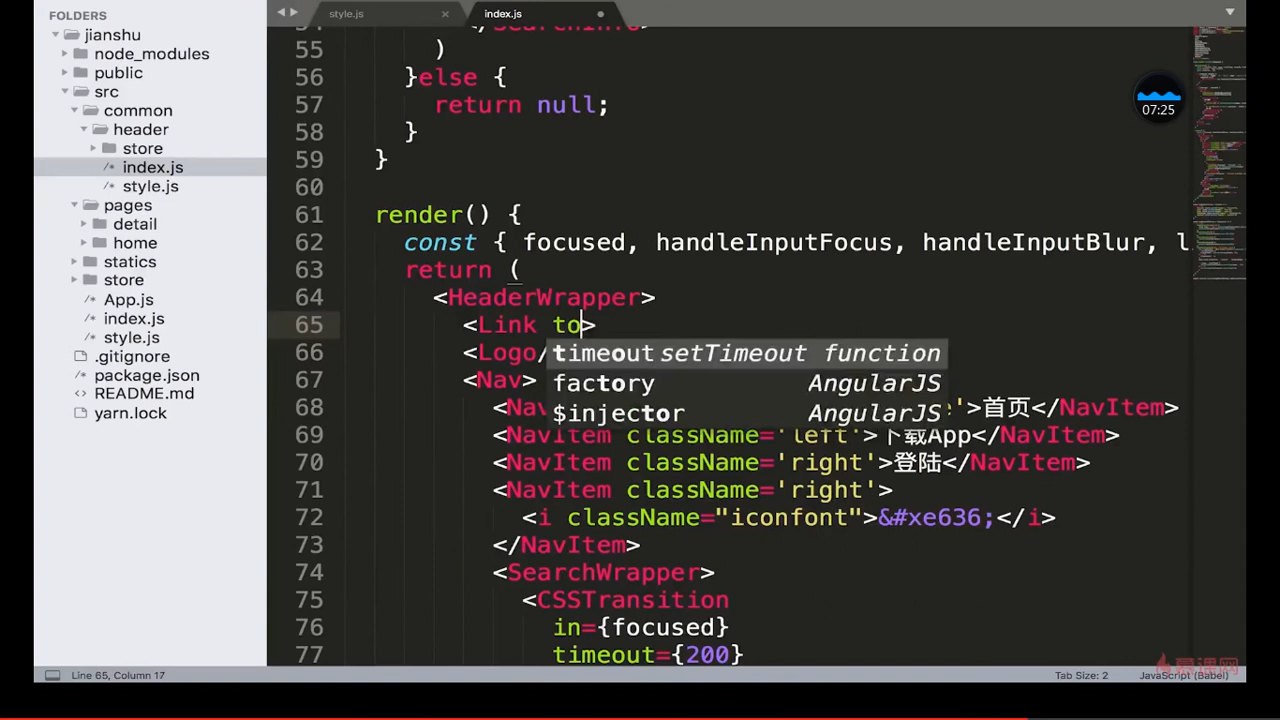 FOLDERS
jianshu
node_modules
public
src
common
header
store
index.js
style.js
pages
detail
home
statics
store
App.js
index.js
style.js
.gitignore
package.json
README.md
yarn.lock
style.js
index.js
07:25
55 )
56 }else {
57 return null;
58 }
59 }
60
61 render() {
62 const { focused, handleInputFocus, handleInputBlur, l
63 return (
64 <HeaderWrapper>
65 <Link to>
66 <Logo/
67 <Nav>
68 <Nav e'>首页</NavItem>
69 <NavItem className='left'>下载App</NavItem>
70 <NavItem className='right'>登陆</NavItem>
71 <NavItem className='right'>
72 <i className="iconfont">&#xe636;</i>
73 </NavItem>
74 <SearchWrapper>
75 <CSSTransition
76 in={focused}
77 timeout={200}
timeout setTimeout function
factory AngularJS
$injector AngularJS
Line 65, Column 17
Tab Size: 2
JavaScript (Babel)
慕课网